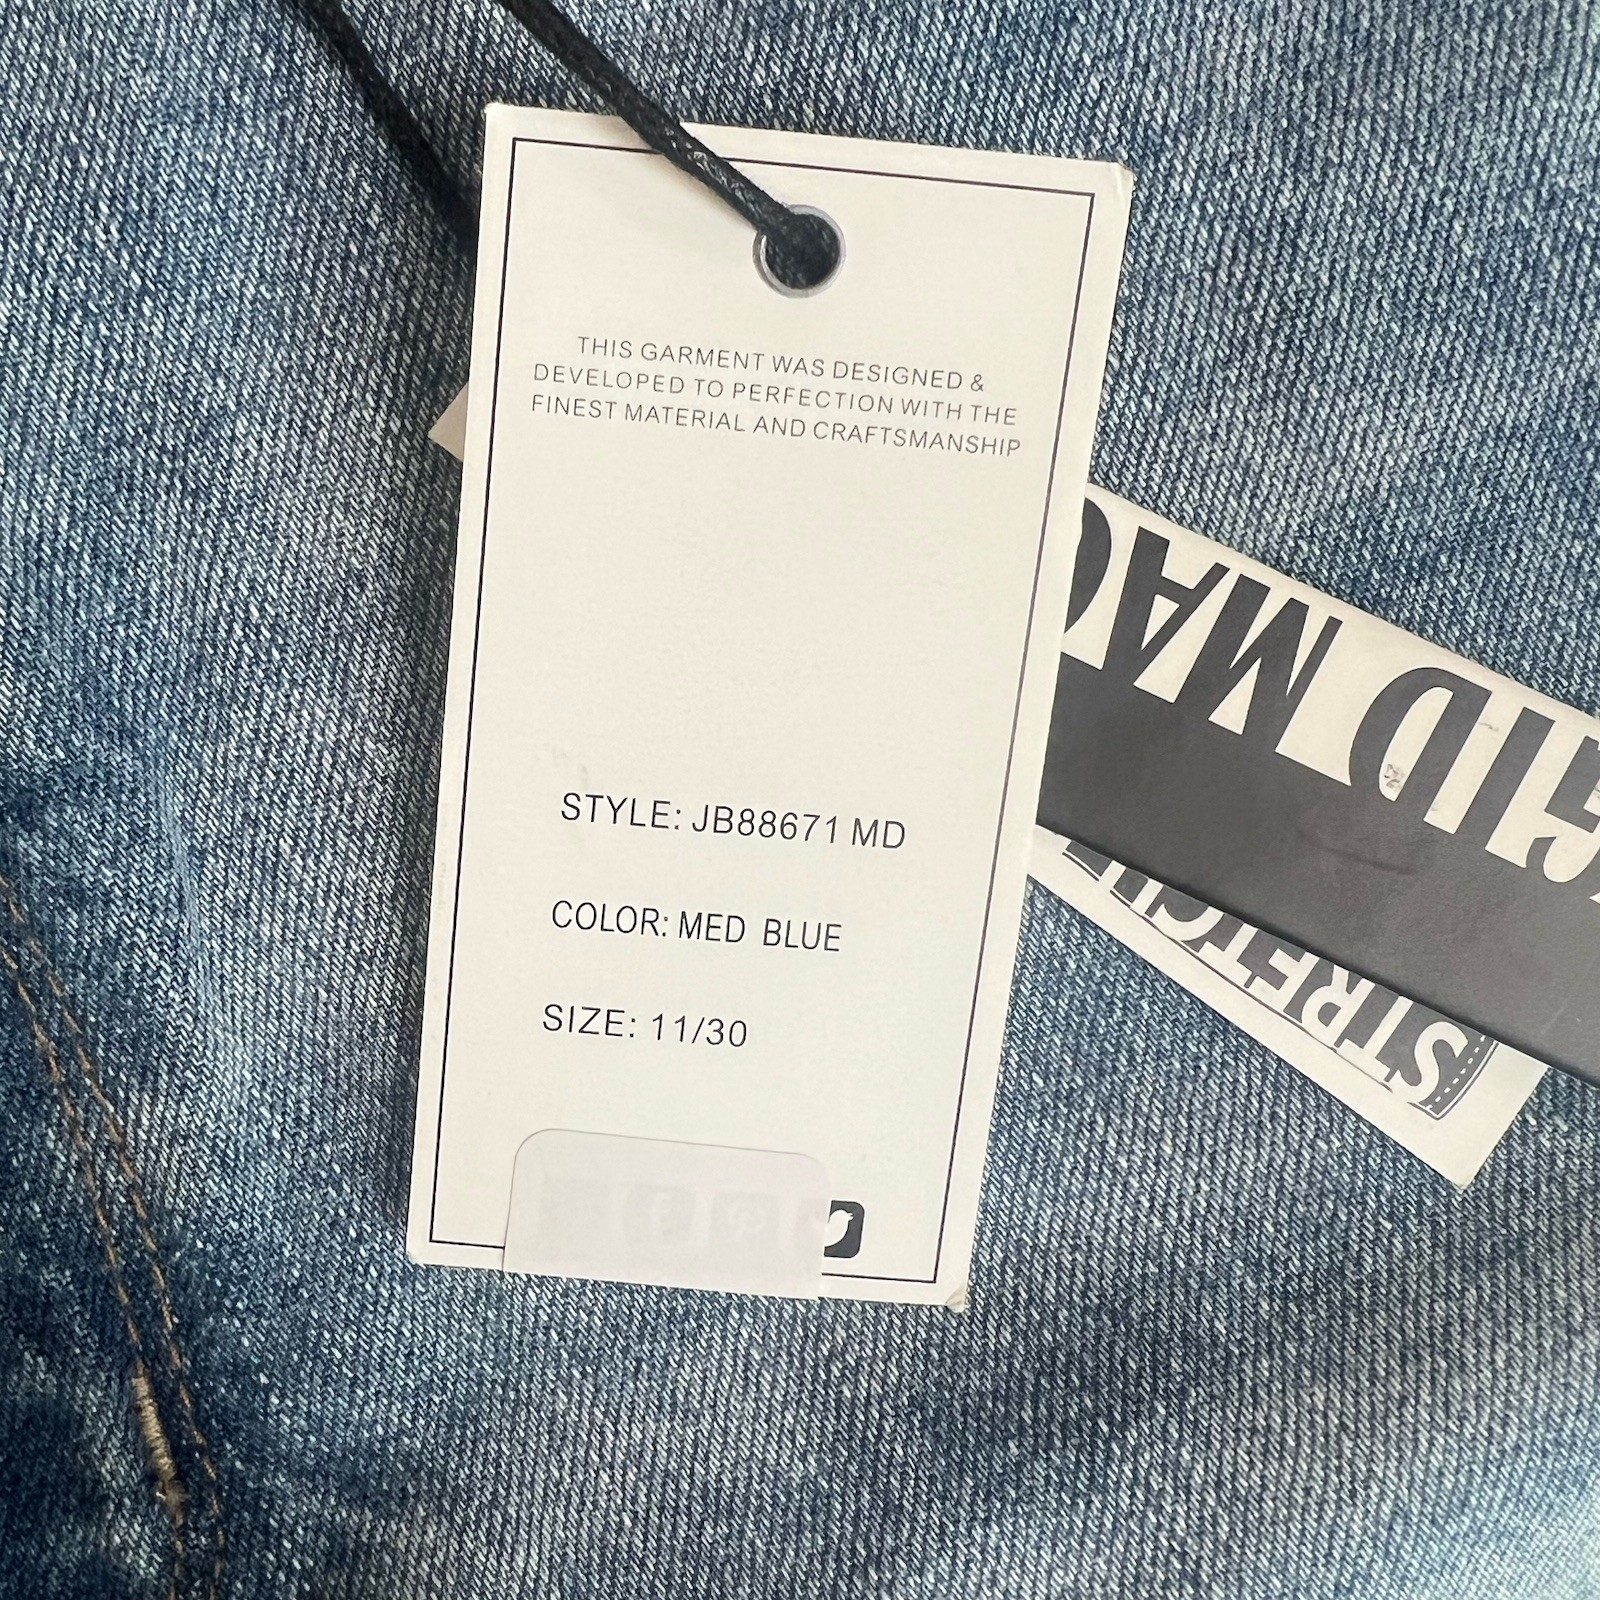 THIS GARMENT WAS DESIGNED &
DEVELOPED TO PERFECTION WITH THE
FINEST MATERIAL AND CRAFTSMANSHIP
STYLE: JB88671 MD
COLOR: MED BLUE
SIZE: 11/30